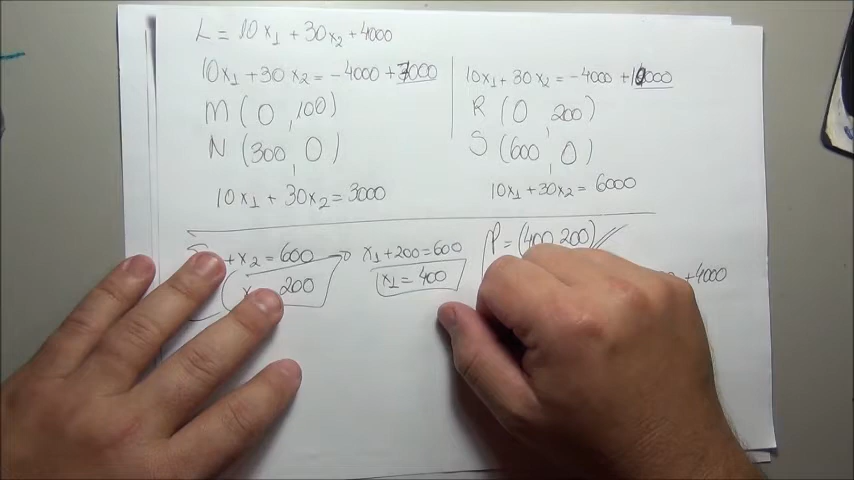 L = 10x₁ + 30x₂ + 4000
10x₁ + 30x₂ = -4000 + 7000
M (0, 100)
N (300, 0)
10x₁ + 30x₂ = 3000
10x₁ + 30x₂ = -4000 + 10000
R (0, 200)
S (600, 0)
10x₁ + 30x₂ = 6000
+ x₂ = 600
200
x₁ + 200 = 600
x₁ = 400
P = (400, 200)
+ 4000